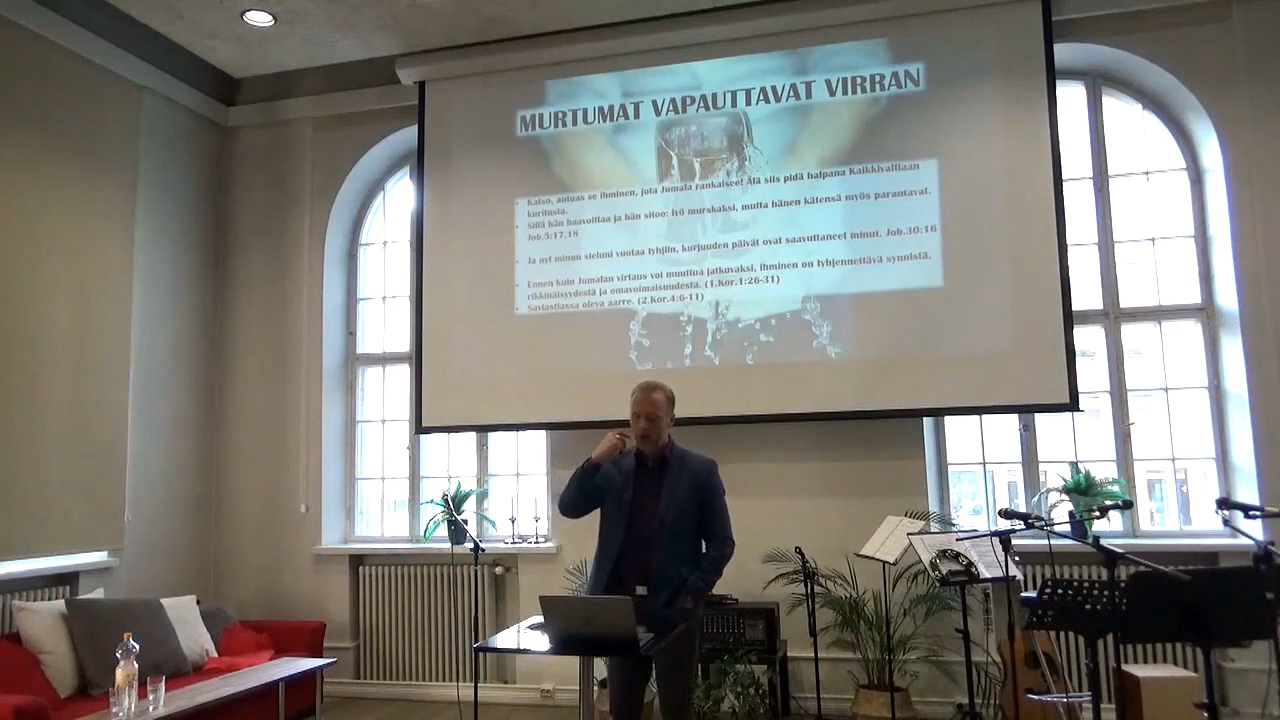 MURTUMAT VAPAUTTAVAT VIRRAN
• Katso, autuas se ihminen, jota Jumala rankaisee! Älä siis pidä halpana Kaikkivaltiaan
kuritusta.
• Sillä hän haavoittaa ja hän sitoo; lyö murskaksi, mutta hänen kätensä myös parantavat.
Job.5:17,18
• Ja nyt minun sieluni vuotaa tyhjiin, kurjuuden päivät ovat saavuttaneet minut. Job.30:16
• Ennen kuin Jumalan virtaus voi muuttua jatkuvaksi, ihminen on tyhjennettävä synnistä,
rikkinäisyydestä ja omavoimaisuudesta. (1.Kor.1:26-31)
• Saviastiassa oleva aarre. (2.Kor.4:6-11)